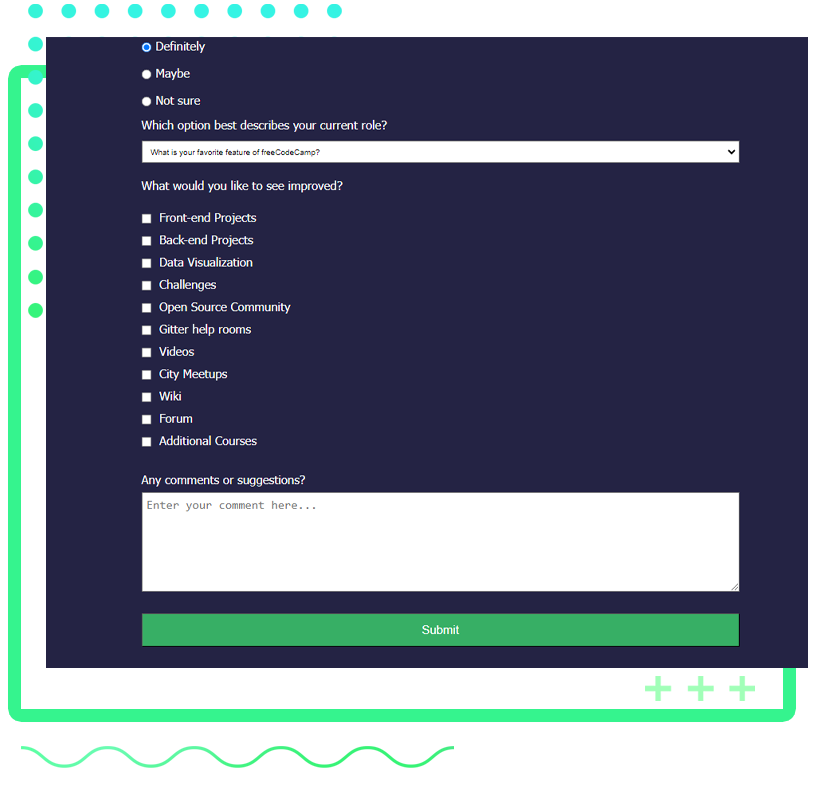 Definitely
Maybe
Not sure
Which option best describes your current role?
What is your favorite feature of freeCodeCamp?
What would you like to see improved?
Front-end Projects
Back-end Projects
Data Visualization
Challenges
Open Source Community
Gitter help rooms
Videos
City Meetups
Wiki
Forum
Additional Courses
Any comments or suggestions?
Enter your comment here...
Submit